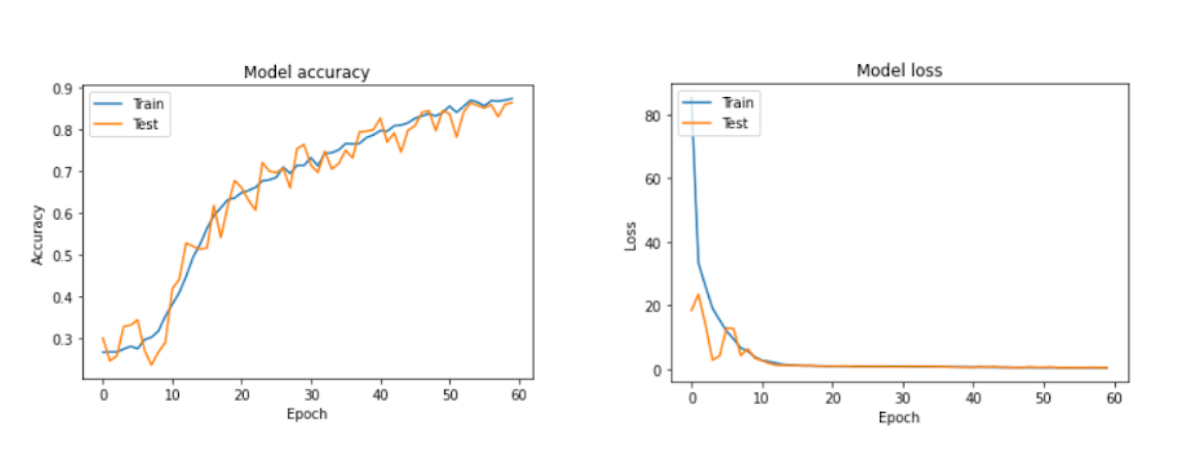 Model accuracy
0.9
0.8
0.7
0.6
0.5
0.4
0.3
Accuracy
Train
Test
0 10 20 30 40 50 60
Epoch
Model loss
80
60
40
20
0
Loss
Train
Test
0 10 20 30 40 50 60
Epoch